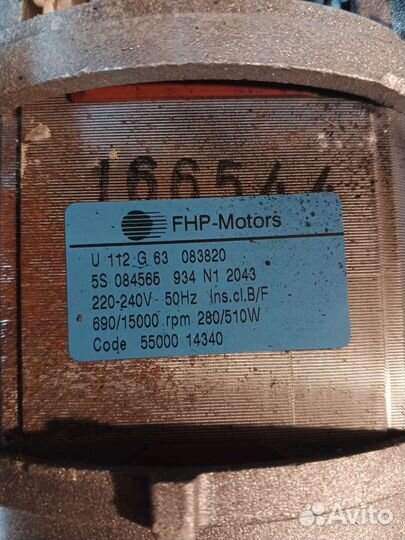 166544
FHP-Motors
U 112 G 63 083820
5S 084565 934 N1 2043
220-240V 50Hz Ins.cl.B/F
690/15000 rpm 280/510W
Code 55000 14340
Avito